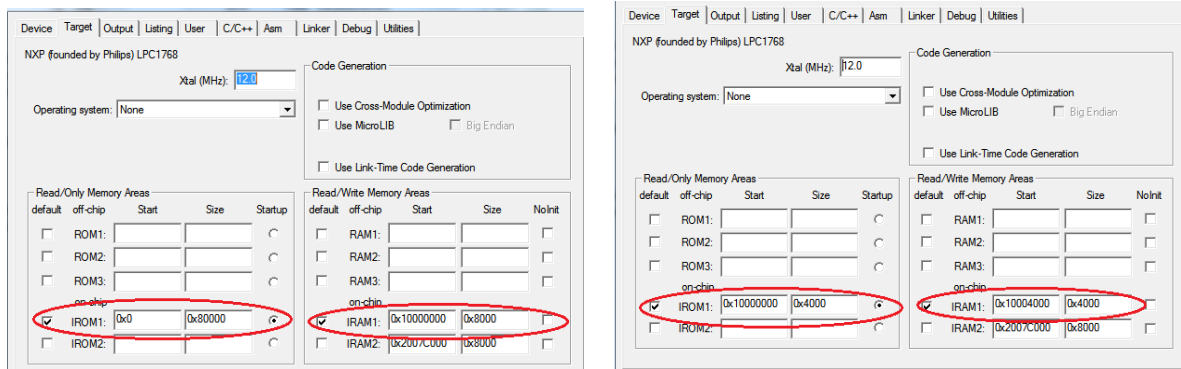 Device Target Output Listing User C/C++ Asm Linker Debug Utilities
NXP (founded by Philips) LPC1768
Xtal (MHz): 12.0
Code Generation
Operating system: None
Use Cross-Module Optimization
Use MicroLIB Big Endian
Use Link-Time Code Generation
Read/Only Memory Areas
default off-chip Start Size Startup
ROM1:
ROM2:
ROM3:
on-chip
IROM1: 0x0 0x80000
IROM2:
Read/Write Memory Areas
default off-chip Start Size NoInit
RAM1:
RAM2:
RAM3:
on-chip
IRAM1: 0x10000000 0x8000
IRAM2: 0x2007C000 0x8000
Device Target Output Listing User C/C++ Asm Linker Debug Utilities
NXP (founded by Philips) LPC1768
Xtal (MHz): 12.0
Code Generation
Operating system: None
Use Cross-Module Optimization
Use MicroLIB Big Endian
Use Link-Time Code Generation
Read/Only Memory Areas
default off-chip Start Size Startup
ROM1:
ROM2:
ROM3:
on-chip
IROM1: 0x10000000 0x4000
IROM2:
Read/Write Memory Areas
default off-chip Start Size NoInit
RAM1:
RAM2:
RAM3:
on-chip
IRAM1: 0x10004000 0x4000
IRAM2: 0x2007C000 0x8000